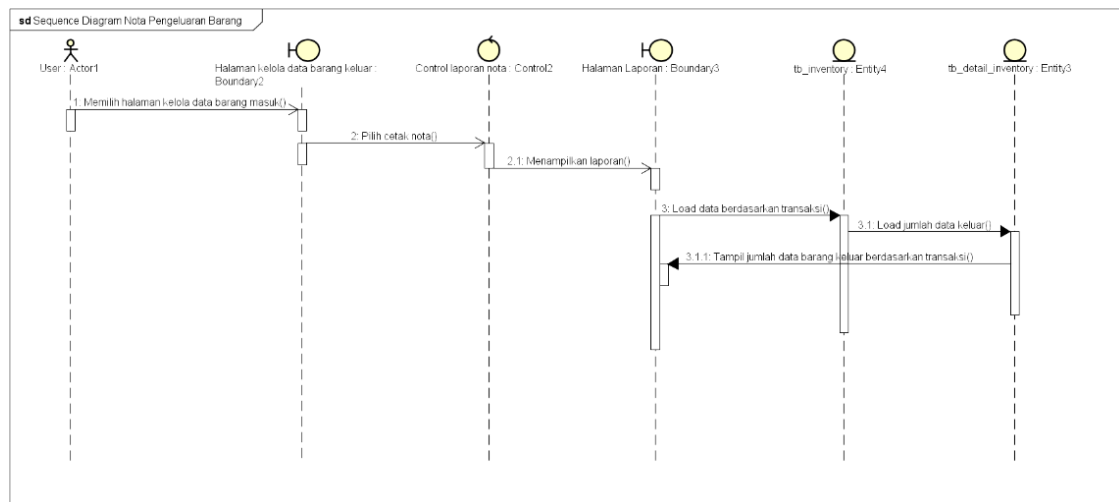 sd Sequence Diagram Nota Pengeluaran Barang
User : Actor1
Halaman kelola data barang keluar :
Boundary2
Control laporan nota : Control2
Halaman Laporan : Boundary3
tb_inventory : Entity4
tb_detail_inventory : Entity3
1: Memilih halaman kelola data barang masuk()
2: Pilih cetak nota()
2.1: Menampilkan laporan()
3: Load data berdasarkan transaksi()
3.1: Load jumlah data keluar()
3.1.1: Tampil jumlah data barang keluar berdasarkan transaksi()